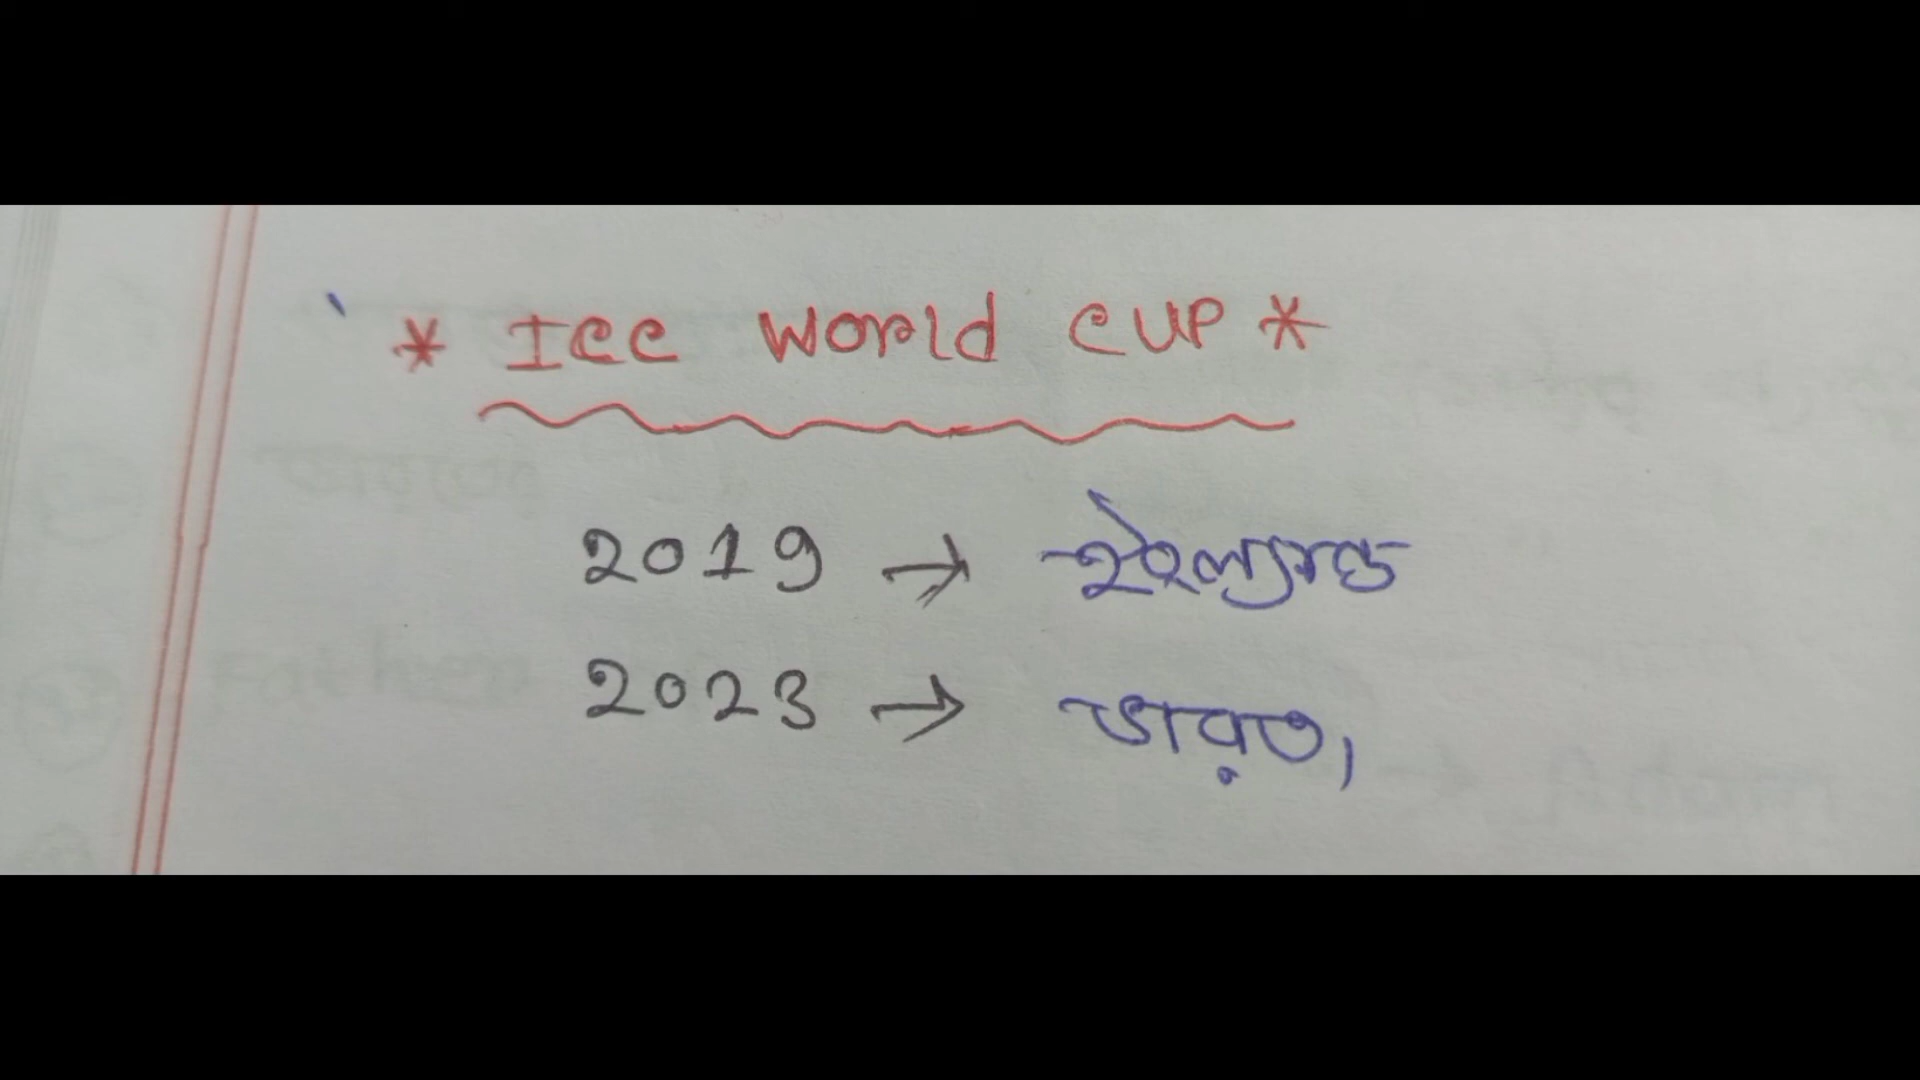 * ICC World CUP *
2019 → ইংল্যান্ড
2023 → ভারত,